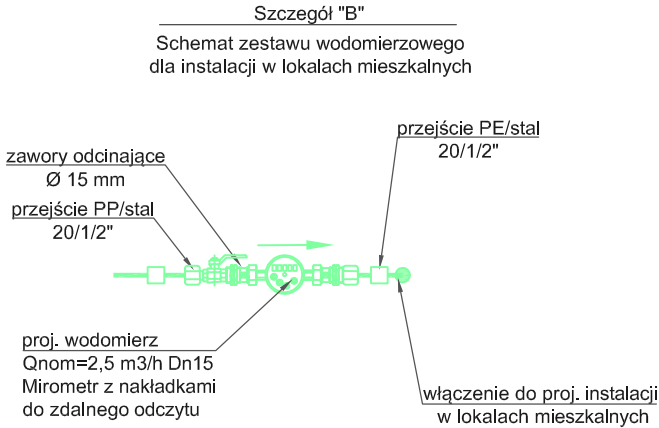 Szczegół "B"
Schemat zestawu wodomierzowego
dla instalacji w lokalach mieszkalnych
przejście PE/stal
20/1/2"
zawory odcinające
Ø 15 mm
przejście PP/stal
20/1/2"
proj. wodomierz
Qnom=2,5 m3/h Dn15
Mirometr z nakładkami
do zdalnego odczytu
włączenie do proj. instalacji
w lokalach mieszkalnych